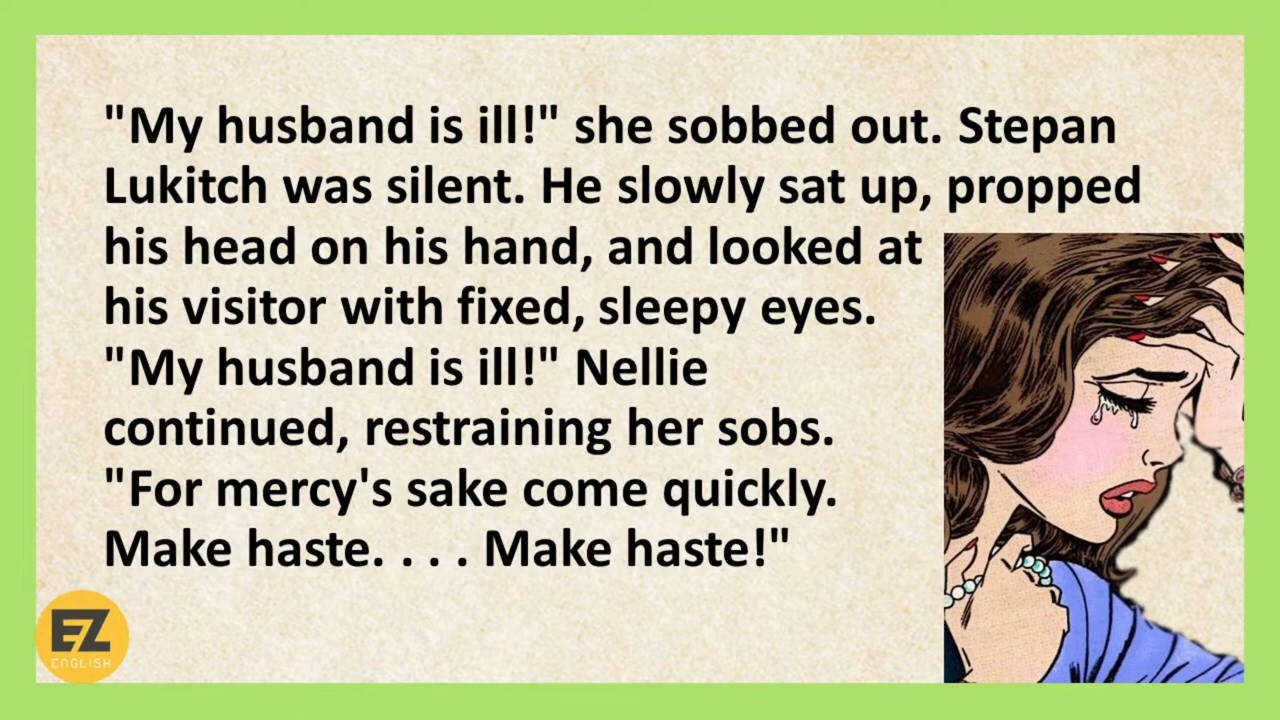 "My husband is ill!" she sobbed out. Stepan
Lukitch was silent. He slowly sat up, propped
his head on his hand, and looked at
his visitor with fixed, sleepy eyes.
"My husband is ill!" Nellie
continued, restraining her sobs.
"For mercy's sake come quickly.
Make haste. . . . Make haste!"
EZ
ENGLISH